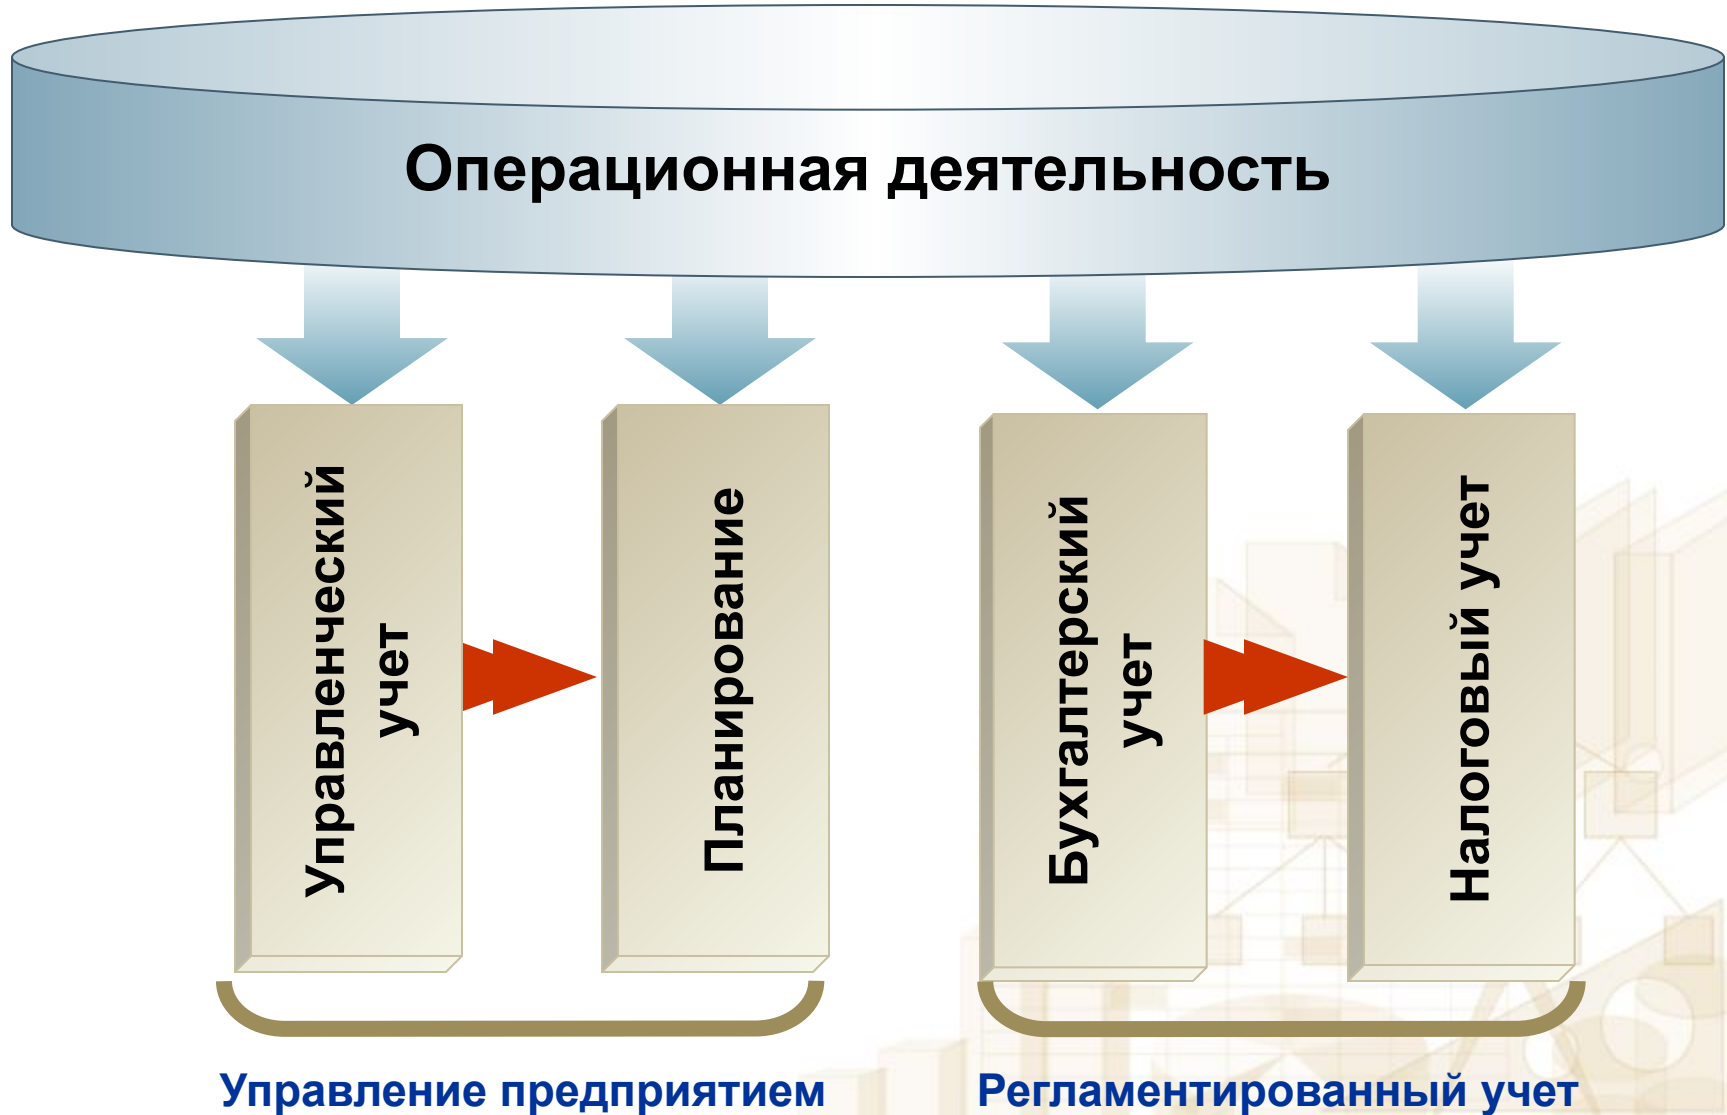 Операционная деятельность
Управленческий
учет
Планирование
Бухгалтерский
учет
Налоговый учет
Управление предприятием
Регламентированный учет